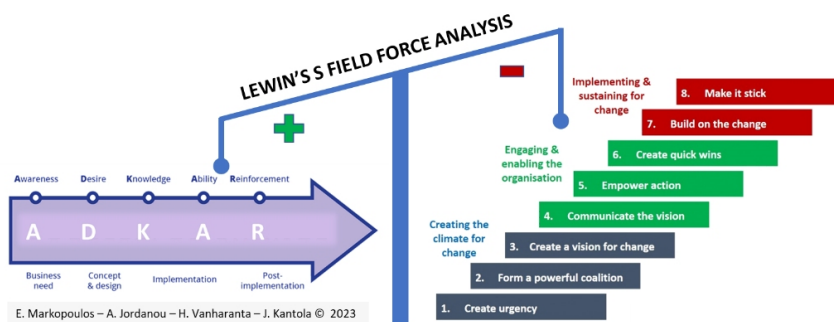 LEWIN'S S FIELD FORCE ANALYSIS
Awareness Desire Knowledge Ability Reinforcement
A D K A R
Business need
Concept & design
Implementation
Post-implementation
E. Markopoulos – A. Jordanou – H. Vanharanta – J. Kantola © 2023
Implementing &
sustaining for
change
Engaging &
enabling the
organisation
Creating the
climate for
change
8. Make it stick
7. Build on the change
6. Create quick wins
5. Empower action
4. Communicate the vision
3. Create a vision for change
2. Form a powerful coalition
1. Create urgency